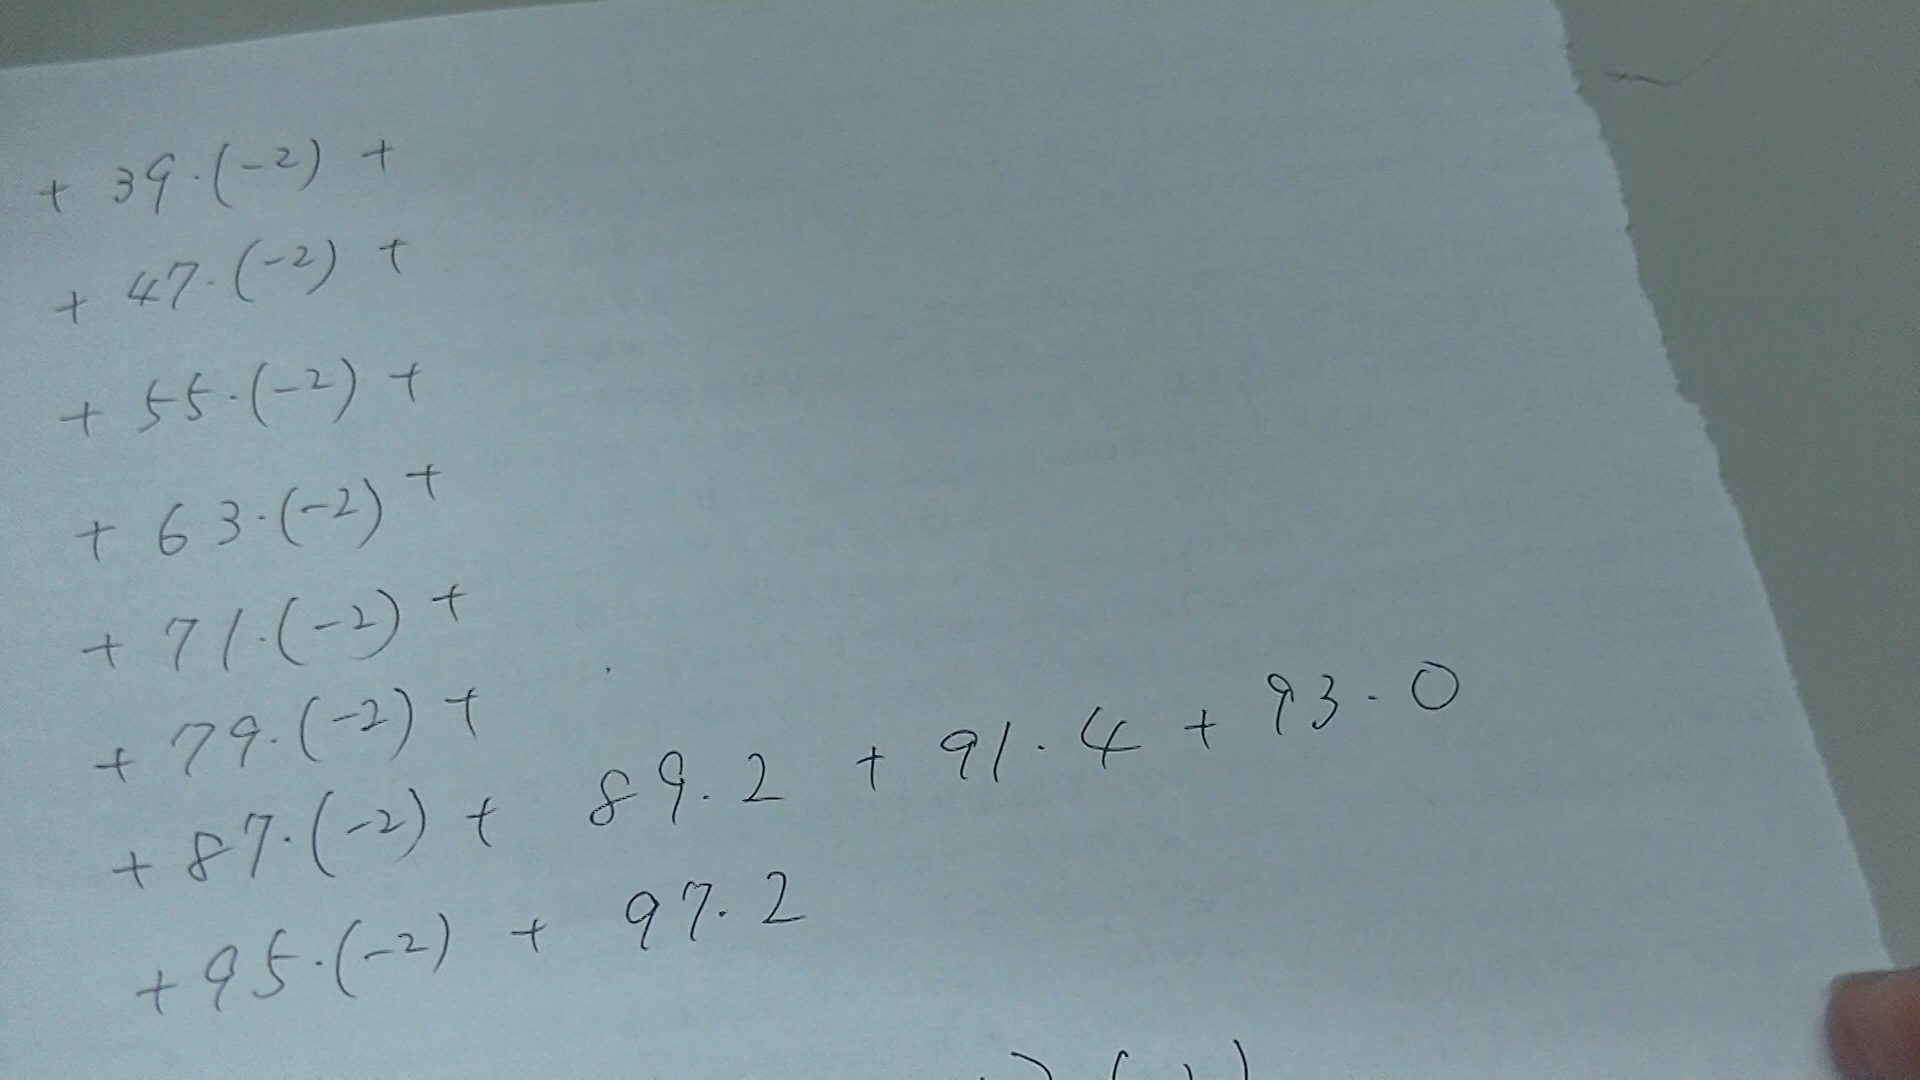 + 39·(-2) +
+ 47·(-2) +
+ 55·(-2) +
+ 63·(-2) +
+ 71·(-2) +
+ 79·(-2) +
+ 87·(-2) + 89·2 + 91·4 + 93·0
+ 95·(-2) + 97·2